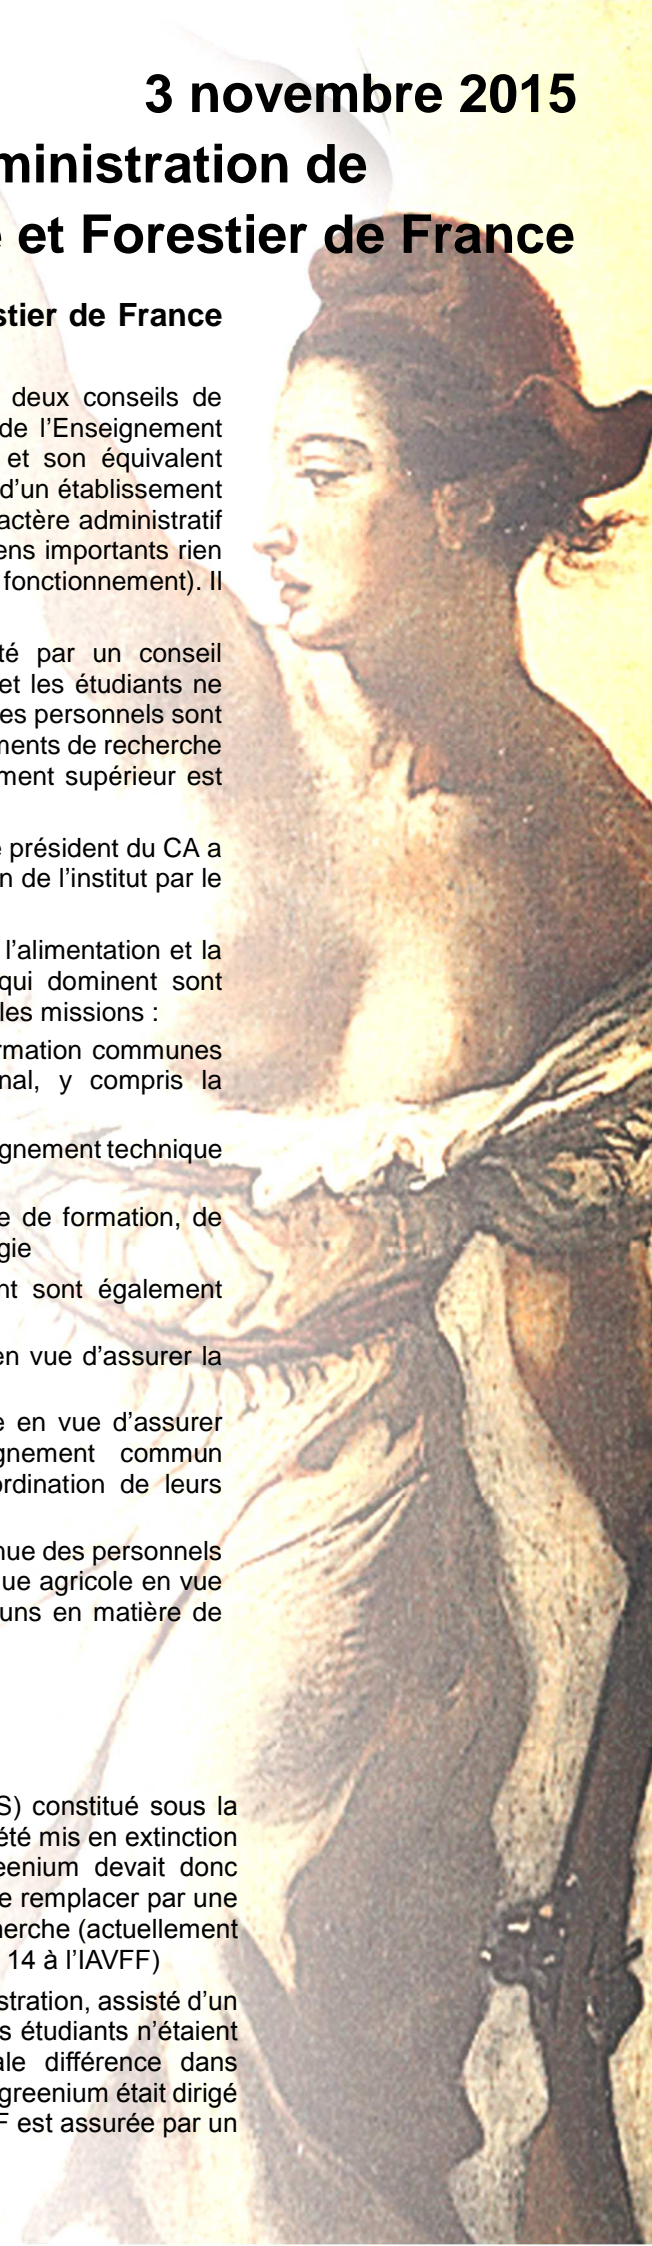 3 novembre 2015
ministration de
e et Forestier de France
stier de France
deux conseils de
de l'Enseignement
et son équivalent
d'un établissement
actère administratif
ens importants rien
fonctionnement). Il
té par un conseil
et les étudiants ne
es personnels sont
ments de recherche
ment supérieur est
e président du CA a
n de l'institut par le
l'alimentation et la
qui dominent sont
les missions :
rmation communes
nal, y compris la
gnement technique
e de formation, de
gie
nt sont également
en vue d'assurer la
e en vue d'assurer
gnement commun
ordination de leurs
nue des personnels
que agricole en vue
uns en matière de
S) constitué sous la
été mis en extinction
eenium devait donc
e remplacer par une
herche (actuellement
14 à l'IAVFF)
stration, assisté d'un
s étudiants n'étaient
ale différence dans
greenium était dirigé
F est assurée par un